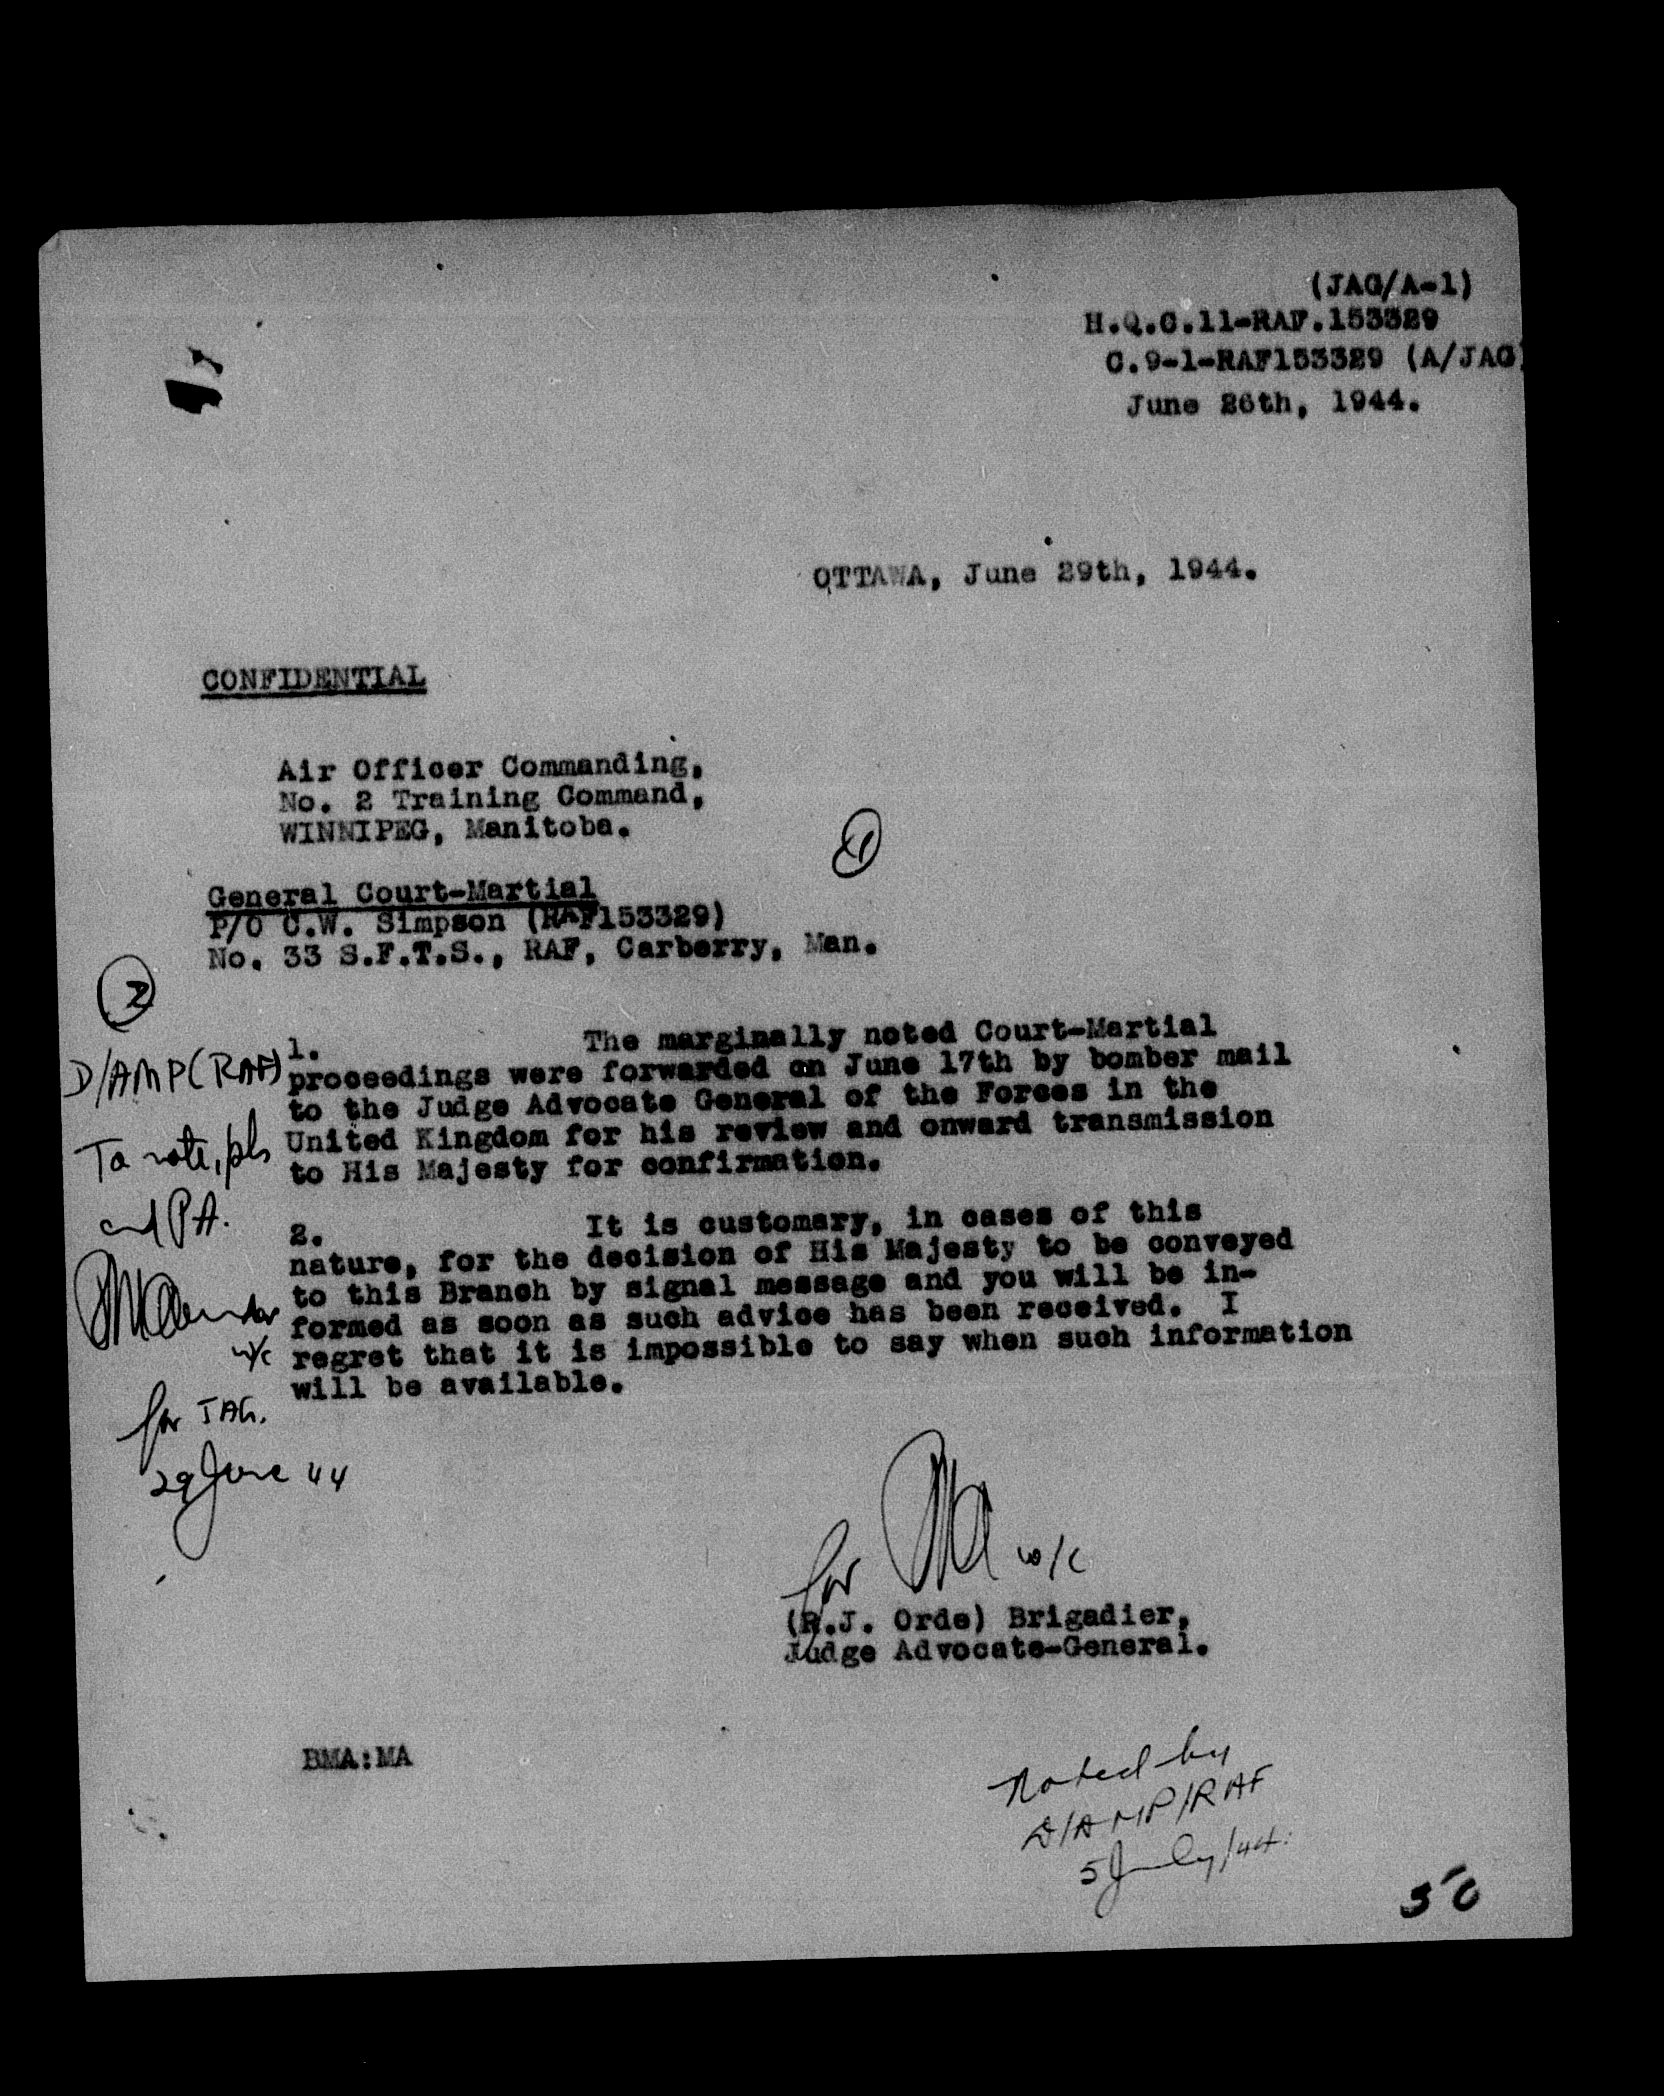 (JAG/A-1)
H.Q.C.11-RAF.153329
C.9-1-RAF153329 (A/JAG)
June 26th, 1944.
OTTAWA, June 29th, 1944.
CONFIDENTIAL
Air Officer Commanding,
No. 2 Training Command,
WINNIPEG, Manitoba.
1
General Court-Martial
P/O C.W. Simpson (RAF153329)
No. 33 S.F.T.S., RAF, Carberry, Man.
2
D/AMP(RAF)
To note, pls
and PA.
w/c
for JAG.
29 June 44
1. The marginally noted Court-Martial
proceedings were forwarded on June 17th by bomber mail
to the Judge Advocate General of the Forces in the
United Kingdom for his review and onward transmission
to His Majesty for confirmation.
2. It is customary, in cases of this
nature, for the decision of His Majesty to be conveyed
to this Branch by signal message and you will be in-
formed as soon as such advice has been received. I
regret that it is impossible to say when such information
will be available.
for w/c
(R.J. Orde) Brigadier,
Judge Advocate-General.
BMA:MA
Noted by
D/AMP/RAF
5 July/44.
50